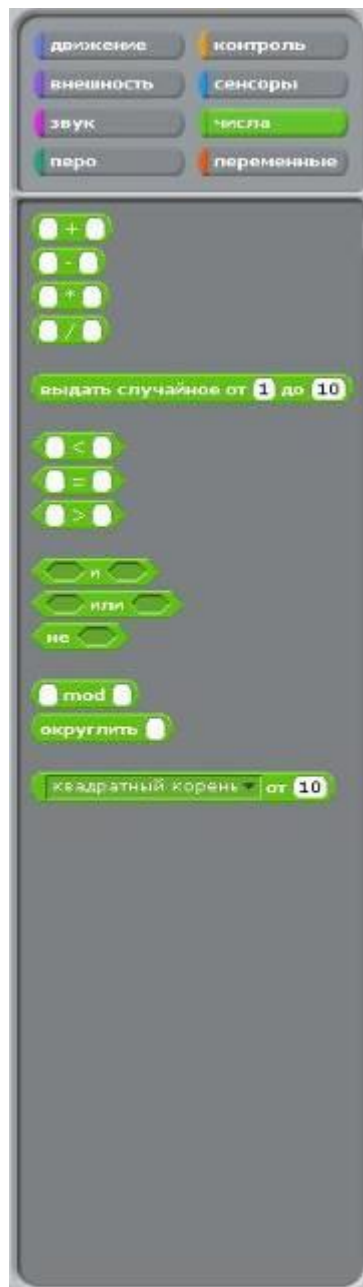 движение контроль
внешность сенсоры
звук числа
перо переменные
+
-
*
/
выдать случайное от 1 до 10
<
=
>
и
или
не
mod
округлить
квадратный корень от 10